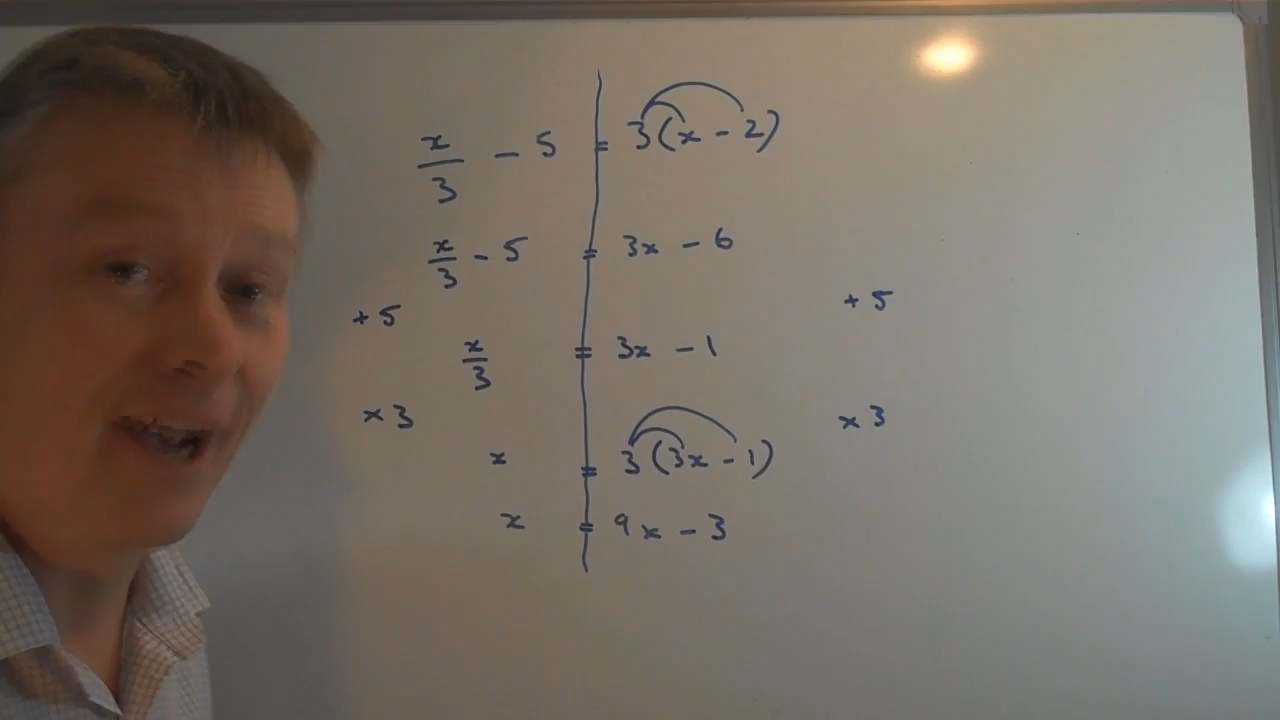 x/3 - 5 = 3(x - 2)
x/3 - 5 = 3x - 6
+ 5 + 5
x/3 = 3x - 1
× 3 × 3
x = 3(3x - 1)
x = 9x - 3